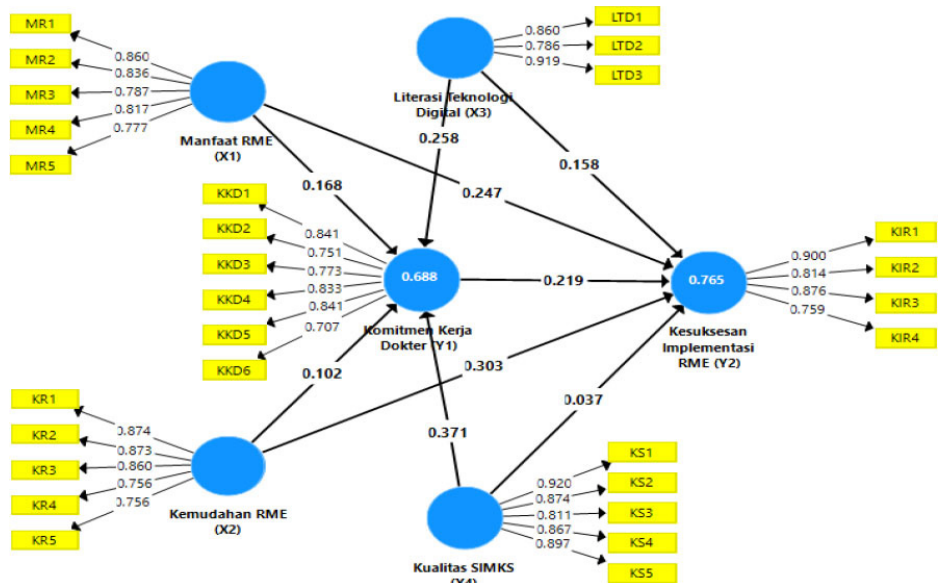 MR1
MR2
MR3
MR4
MR5
0.860
0.836
0.787
0.817
0.777
Manfaat RME
(X1)
LTD1
LTD2
LTD3
0.860
0.786
0.919
Literasi Teknologi
Digital (X3)
0.258
0.158
0.168
0.247
KKD1
KKD2
KKD3
KKD4
KKD5
KKD6
0.841
0.751
0.773
0.833
0.841
0.707
0.688
Komitmen Kerja
Dokter (Y1)
0.219
0.765
Kesuksesan
Implementasi
RME (Y2)
KIR1
KIR2
KIR3
KIR4
0.900
0.814
0.876
0.759
0.102
0.303
0.371
0.037
KR1
KR2
KR3
KR4
KR5
0.874
0.873
0.860
0.756
0.756
Kemudahan RME
(X2)
KS1
KS2
KS3
KS4
KS5
0.920
0.874
0.811
0.867
0.897
Kualitas SIMKS
(X4)